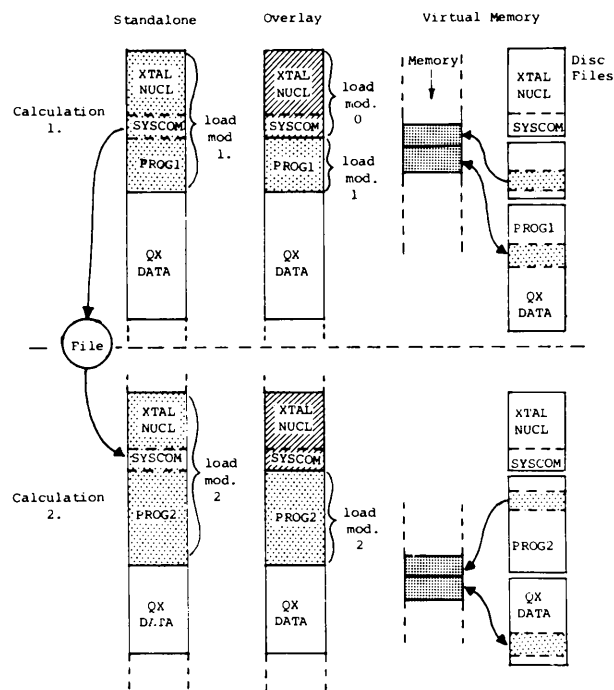 Standalone
Overlay
Virtual Memory
XTAL
NUCL
SYSCOM
PROG1
QX
DATA
load
mod
1.
Calculation
1.
XTAL
NUCL
SYSCOM
PROG1
QX
DATA
load
mod.
0
load
mod.
1
Memory
Disc
Files
XTAL
NUCL
SYSCOM
PROG1
QX
DATA
File
Calculation
2.
XTAL
NUCL
SYSCOM
PROG2
QX
DATA
load
mod.
2
XTAL
NUCL
SYSCOM
PROG2
QX
DATA
load
mod.
2
XTAL
NUCL
SYSCOM
PROG2
QX
DATA